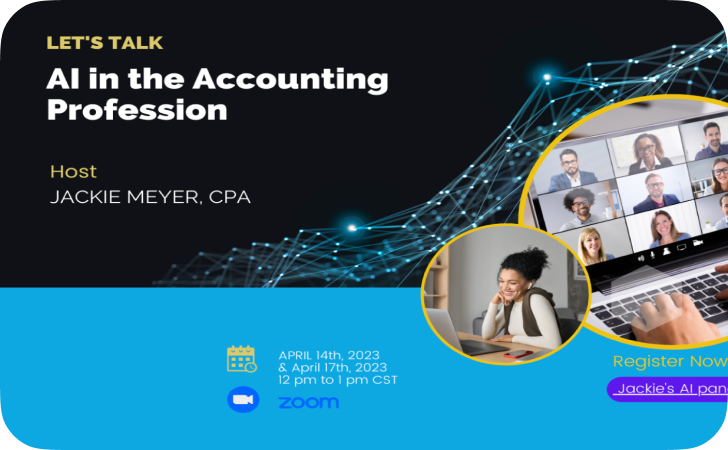 LET'S TALK
AI in the Accounting
Profession
Host
JACKIE MEYER, CPA
APRIL 14th, 2023
& April 17th, 2023
12 pm to 1 pm CST
zoom
Register Now
Jackie's AI pan